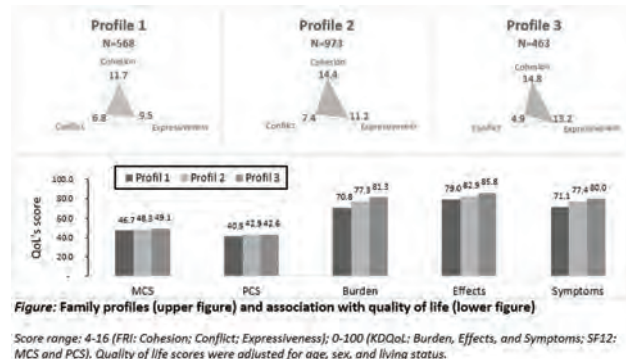 Profile 1
N=568
Cohesion
11.7
6.8
9.5
Conflict
Expressiveness
Profile 2
N=973
Cohesion
14.4
7.4
11.2
Conflict
Expressiveness
Profile 3
N=463
Cohesion
14.8
4.9
13.2
Conflict
Expressiveness
QoL's score
100.0
80.0
60.0
40.0
20.0
-
Profil 1 Profil 2 Profil 3
46.7 48.3 49.1
40.9 42.9 42.6
70.8 77.3 81.3
79.0 82.9 85.8
71.1 77.4 80.0
MCS PCS Burden Effects Symptoms
Figure: Family profiles (upper figure) and association with quality of life (lower figure)
Score range: 4-16 (FRI: Cohesion; Conflict; Expressiveness); 0-100 (KDQoL: Burden, Effects, and Symptoms; SF12:
MCS and PCS). Quality of life scores were adjusted for age, sex, and living status.